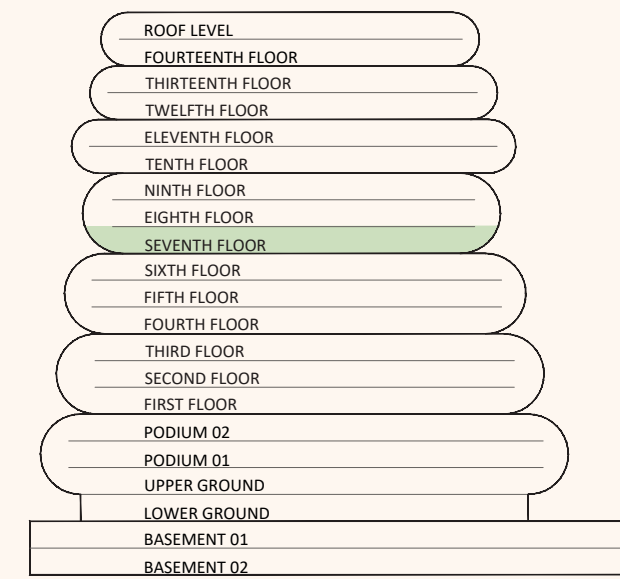 ROOF LEVEL
FOURTEENTH FLOOR
THIRTEENTH FLOOR
TWELFTH FLOOR
ELEVENTH FLOOR
TENTH FLOOR
NINTH FLOOR
EIGHTH FLOOR
SEVENTH FLOOR
SIXTH FLOOR
FIFTH FLOOR
FOURTH FLOOR
THIRD FLOOR
SECOND FLOOR
FIRST FLOOR
PODIUM 02
PODIUM 01
UPPER GROUND
LOWER GROUND
BASEMENT 01
BASEMENT 02